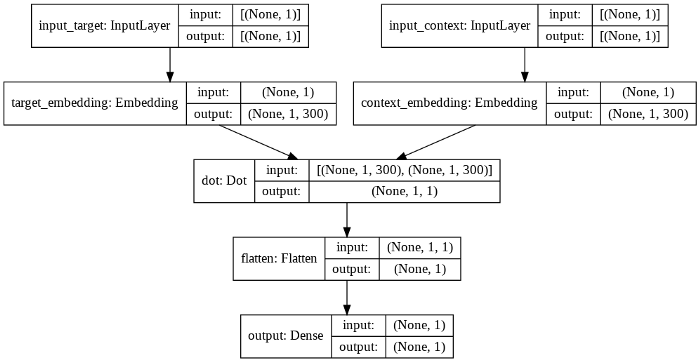 input_target: InputLayer input: [(None, 1)] output: [(None, 1)]
input_context: InputLayer input: [(None, 1)] output: [(None, 1)]
target_embedding: Embedding input: (None, 1) output: (None, 1, 300)
context_embedding: Embedding input: (None, 1) output: (None, 1, 300)
dot: Dot input: [(None, 1, 300), (None, 1, 300)] output: (None, 1, 1)
flatten: Flatten input: (None, 1, 1) output: (None, 1)
output: Dense input: (None, 1) output: (None, 1)